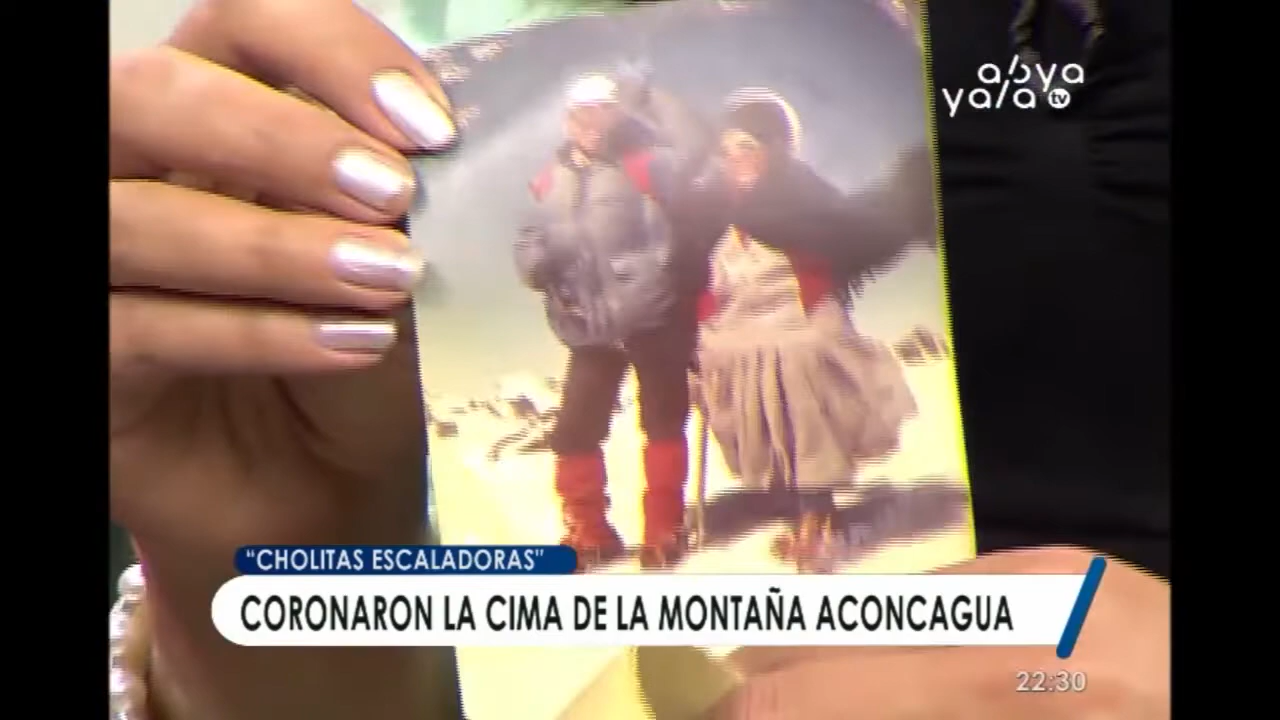 abya
yala tv
"CHOLITAS ESCALADORAS"
CORONARON LA CIMA DE LA MONTAÑA ACONCAGUA
22:30